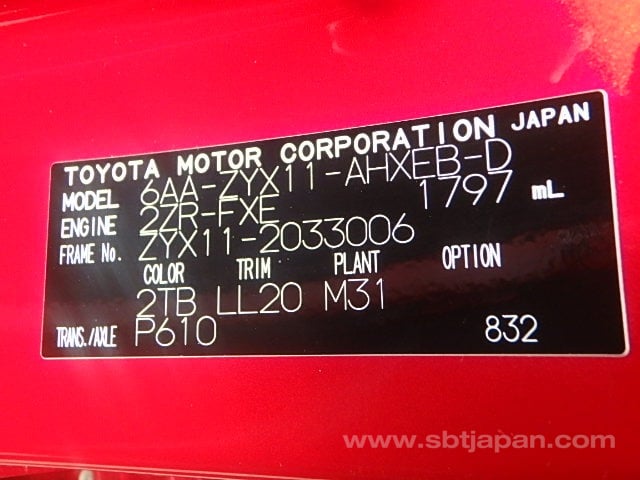 TOYOTA MOTOR CORPORATION JAPAN
MODEL 6AA-ZYX11-AHXEB-D
ENGINE 2ZR-FXE 1797 mL
FRAME No. ZYX11-2033006
COLOR TRIM PLANT OPTION
2TB LL20 M31
TRANS./AXLE P610 832
www.sbtjapan.com